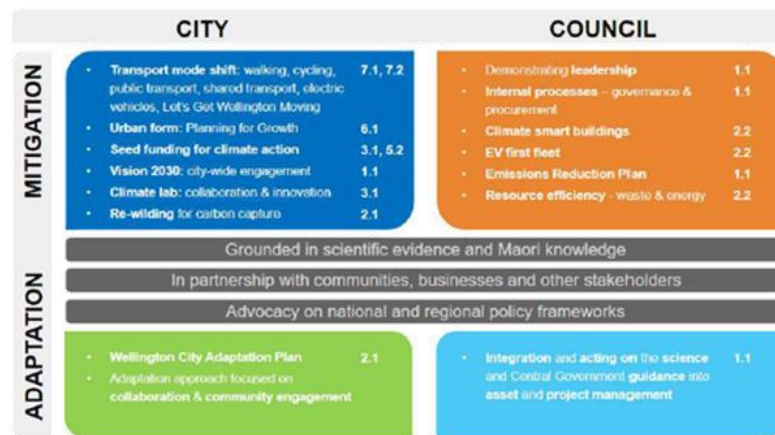 CITY
COUNCIL
MITIGATION
• Transport mode shift: walking, cycling, 7.1, 7.2
public transport, shared transport, electric
vehicles, Let's Get Wellington Moving
• Urban form: Planning for Growth 6.1
• Seed funding for climate action 3.1, 5.2
• Vision 2030: city-wide engagement 1.1
• Climate lab: collaboration & innovation 3.1
• Re-wilding for carbon capture 2.1
• Demonstrating leadership 1.1
• Internal processes – governance & 1.1
procurement
• Climate smart buildings 2.2
• EV first fleet 2.2
• Emissions Reduction Plan 1.1
• Resource efficiency - waste & energy 2.2
Grounded in scientific evidence and Maori knowledge
In partnership with communities, businesses and other stakeholders
Advocacy on national and regional policy frameworks
ADAPTATION
• Wellington City Adaptation Plan 2.1
• Adaptation approach focused on
collaboration & community engagement
• Integration and acting on the science 1.1
and Central Government guidance into
asset and project management